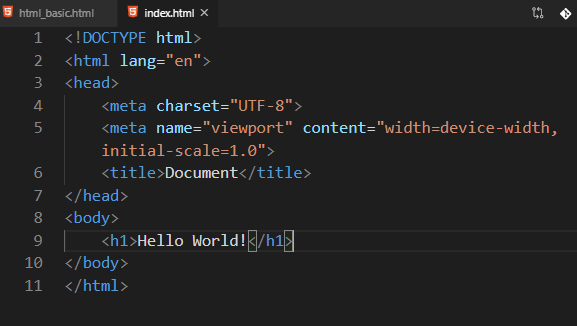 html_basic.html index.html
1 <!DOCTYPE html>
2 <html lang="en">
3 <head>
4 <meta charset="UTF-8">
5 <meta name="viewport" content="width=device-width,
initial-scale=1.0">
6 <title>Document</title>
7 </head>
8 <body>
9 <h1>Hello World!</h1>
10 </body>
11 </html>